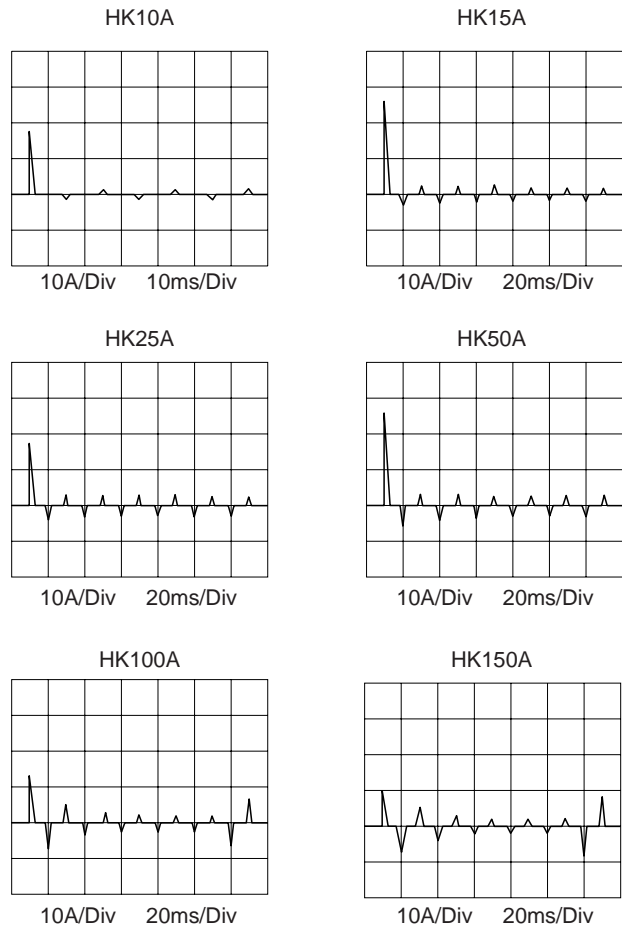 HK10A
HK15A
10A/Div 10ms/Div
10A/Div 20ms/Div
HK25A
HK50A
10A/Div 20ms/Div
10A/Div 20ms/Div
HK100A
HK150A
10A/Div 20ms/Div
10A/Div 20ms/Div